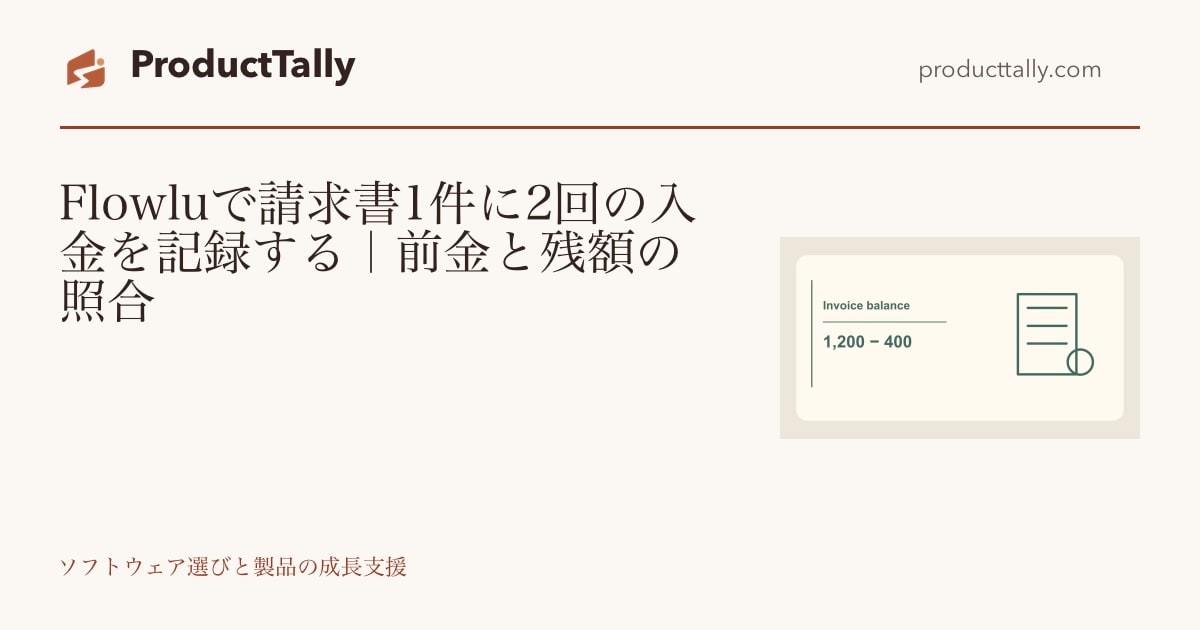 ProductTally
producttally.com
Flowluで請求書1件に2回の入
金を記録する｜前金と残額の
照合
Invoice balance
1,200 − 400
ソフトウェア選びと製品の成長支援